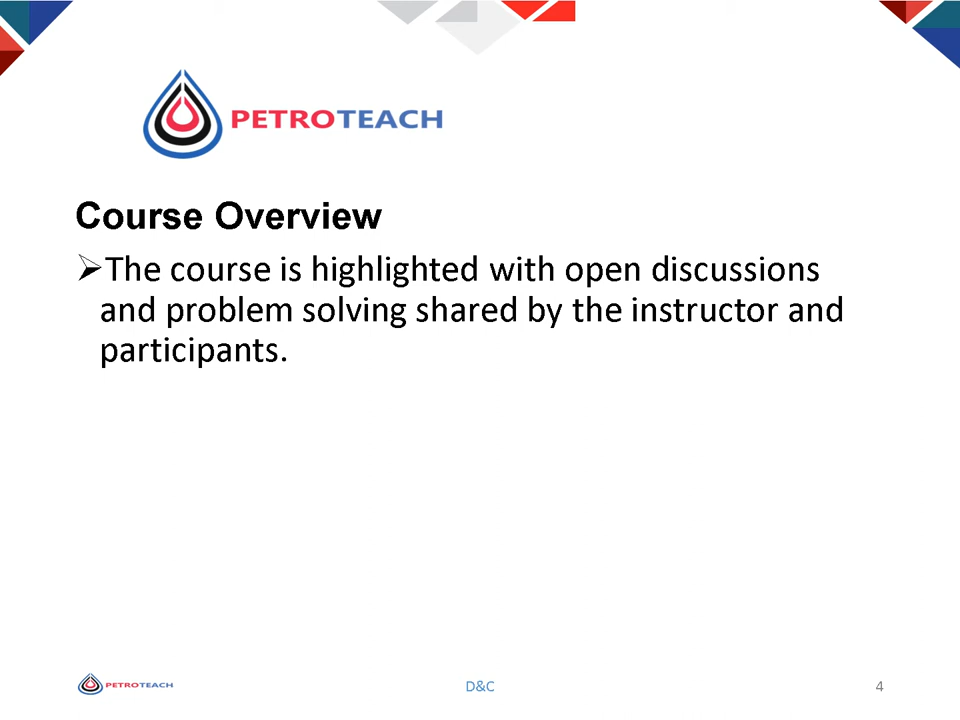 PETROTEACH
Course Overview
➢The course is highlighted with open discussions
and problem solving shared by the instructor and
participants.
PETROTEACH
D&C
4